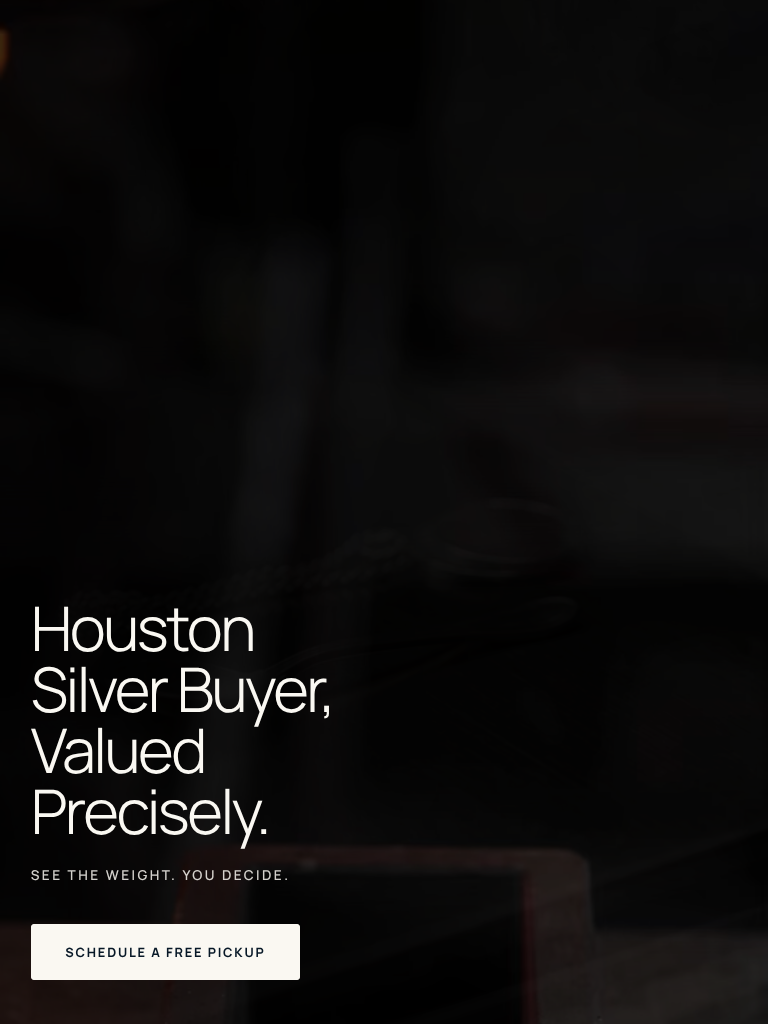 Houston
Silver Buyer,
Valued
Precisely.
SEE THE WEIGHT. YOU DECIDE.
SCHEDULE A FREE PICKUP